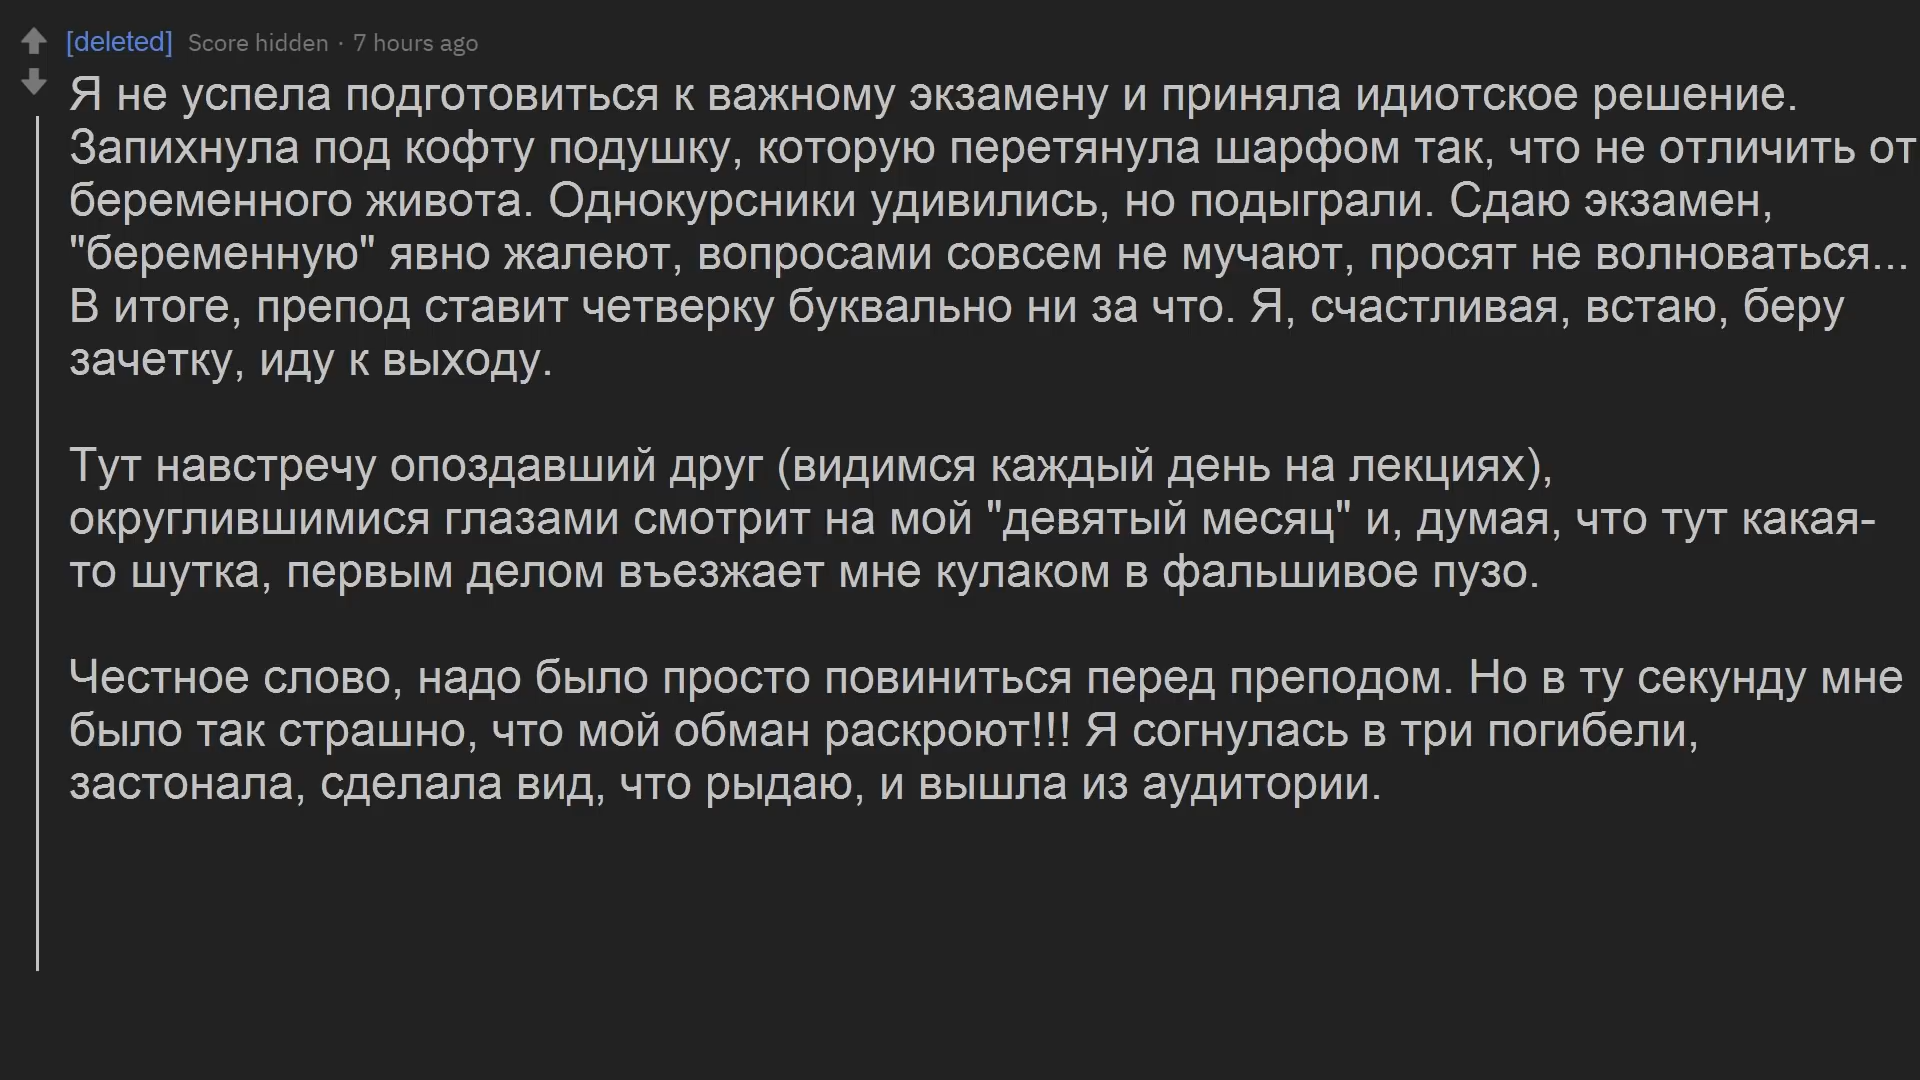 [deleted] Score hidden · 7 hours ago
Я не успела подготовиться к важному экзамену и приняла идиотское решение.
Запихнула под кофту подушку, которую перетянула шарфом так, что не отличить от
беременного живота. Однокурсники удивились, но подыграли. Сдаю экзамен,
"беременную" явно жалеют, вопросами совсем не мучают, просят не волноваться...
В итоге, препод ставит четверку буквально ни за что. Я, счастливая, встаю, беру
зачетку, иду к выходу.
Тут навстречу опоздавший друг (видимся каждый день на лекциях),
округлившимися глазами смотрит на мой "девятый месяц" и, думая, что тут какая-
то шутка, первым делом въезжает мне кулаком в фальшивое пузо.
Честное слово, надо было просто повиниться перед преподом. Но в ту секунду мне
было так страшно, что мой обман раскроют!!! Я согнулась в три погибели,
застонала, сделала вид, что рыдаю, и вышла из аудитории.